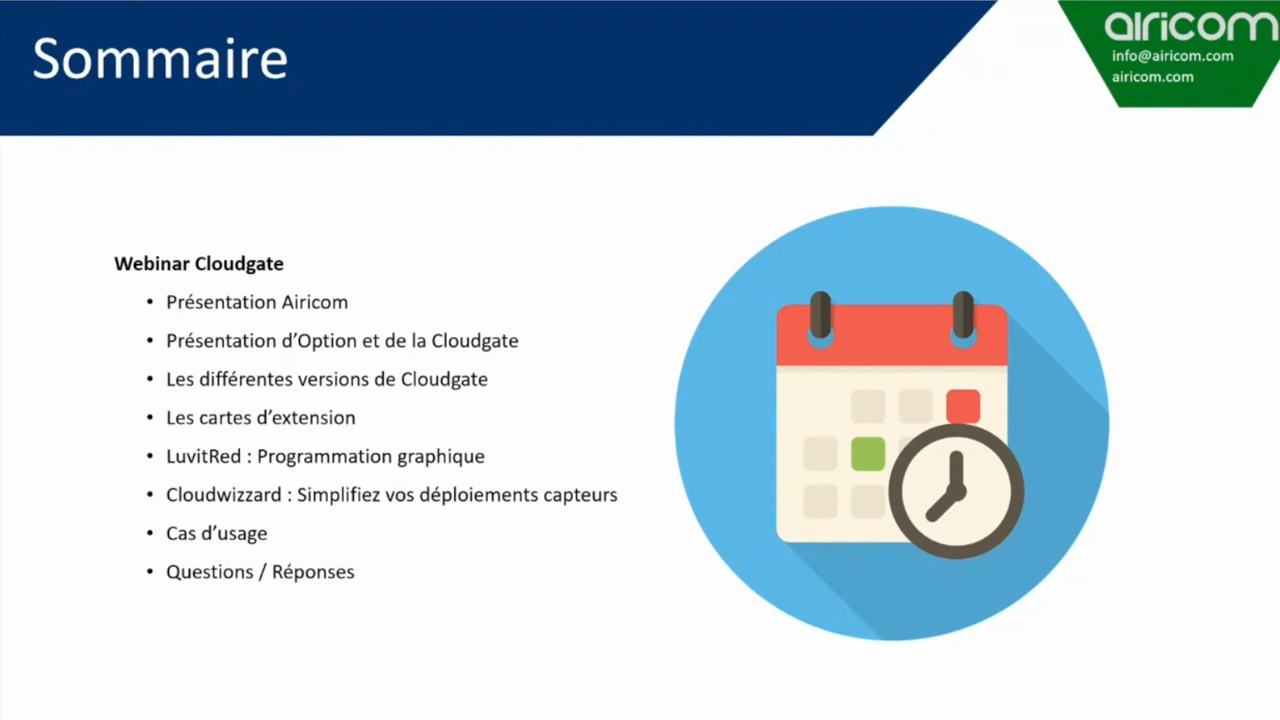 Sommaire
airicom
info@airicom.com
airicom.com
Webinar Cloudgate
• Présentation Airicom
• Présentation d’Option et de la Cloudgate
• Les différentes versions de Cloudgate
• Les cartes d’extension
• LuvitRed : Programmation graphique
• Cloudwizzard : Simplifiez vos déploiements capteurs
• Cas d’usage
• Questions / Réponses